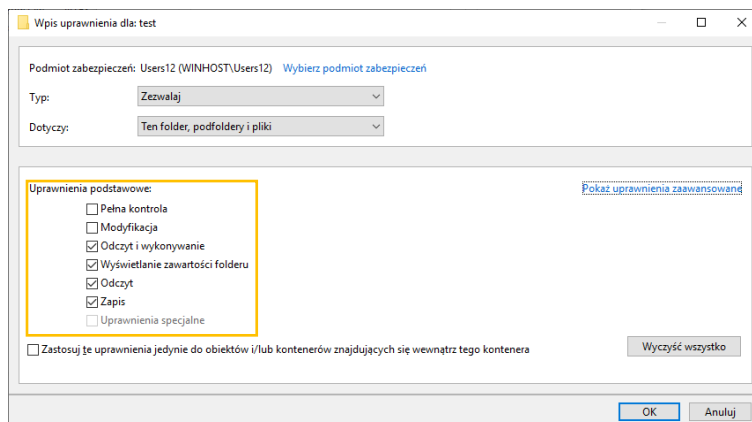 Wpis uprawnienia dla: test
Podmiot zabezpieczeń: Users12 (WINHOST\Users12) Wybierz podmiot zabezpieczeń
Typ: Zezwalaj
Dotyczy: Ten folder, podfoldery i pliki
Uprawnienia podstawowe: Pokaż uprawnienia zaawansowane
Pełna kontrola
Modyfikacja
Odczyt i wykonywanie
Wyświetlanie zawartości folderu
Odczyt
Zapis
Uprawnienia specjalne
Zastosuj te uprawnienia jedynie do obiektów i/lub kontenerów znajdujących się wewnątrz tego kontenera Wyczyść wszystko
OK Anuluj